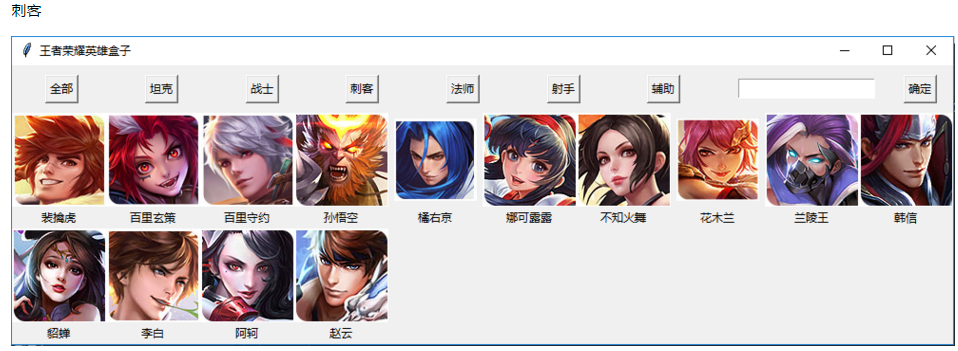 刺客
王者荣耀英雄盒子
全部 坦克 战士 刺客 法师 射手 辅助 确定
裴擒虎 百里玄策 百里守约 孙悟空 橘右京 娜可露露 不知火舞 花木兰 兰陵王 韩信
貂蝉 李白 阿轲 赵云